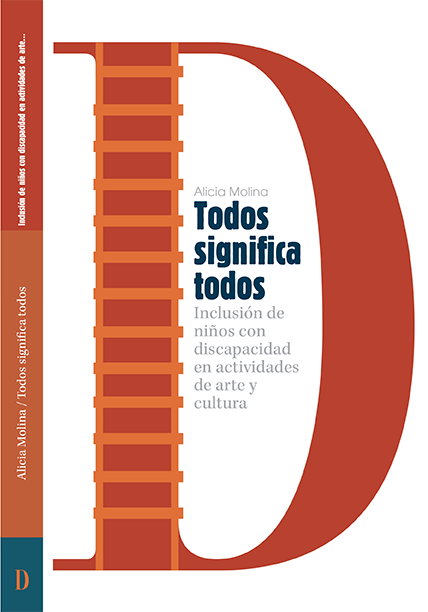 Inclusión de niños con discapacidad en actividades de arte...
Alicia Molina / Todos significa todos
D
D
Alicia Molina
Todos
significa
todos
Inclusión de
niños con
discapacidad
en actividades
de arte y
cultura